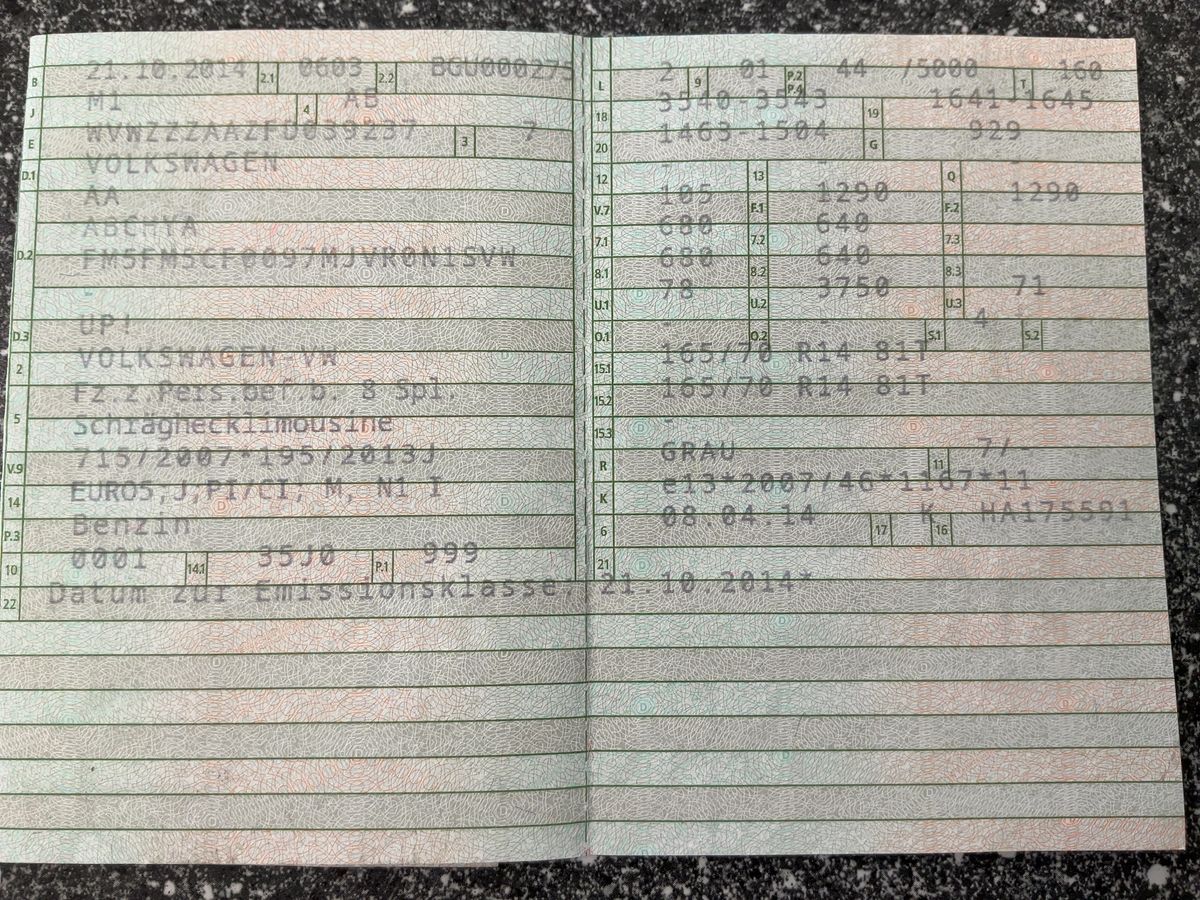 B 21.10.2014 2.1 0603 2.2 BGU000275
J M1 4 AB
E WVWZZZAAZFD039237 3 7
D.1 VOLKSWAGEN
AA
D.2 ABCHYA
FM5FM5CF0097MJVR0N1SVW
-
D.3 UP!
2 VOLKSWAGEN-VW
5 Fz.z.Pers.bef.b. 8 Spl.
Schräghecklimousine
V.9 715/2007*195/2013J
14 EURO5,J,PI/CI, M, N1 I
P.3 Benzin
10 0001 14.1 35J0 P.1 999
22 Datum zur Emissionsklasse: 21.10.2014*
L 2 9 01 P.2 P.4 44 /5000 T 160
18 3540-3543 19 1641-1645
20 1463-1504 G 929
12 - 13 - Q -
V.7 105 F.1 1290 F.2 1290
7.1 680 7.2 640 7.3
8.1 680 8.2 640 8.3
U.1 78 U.2 3750 U.3 71
O.1 - O.2 - S.1 4 S.2 -
15.1 165/70 R14 81T
15.2 165/70 R14 81T
15.3 -
R GRAU 11 7/-
K e13*2007/46*1167*11
6 08.04.14 17 K 16 HA175591
21